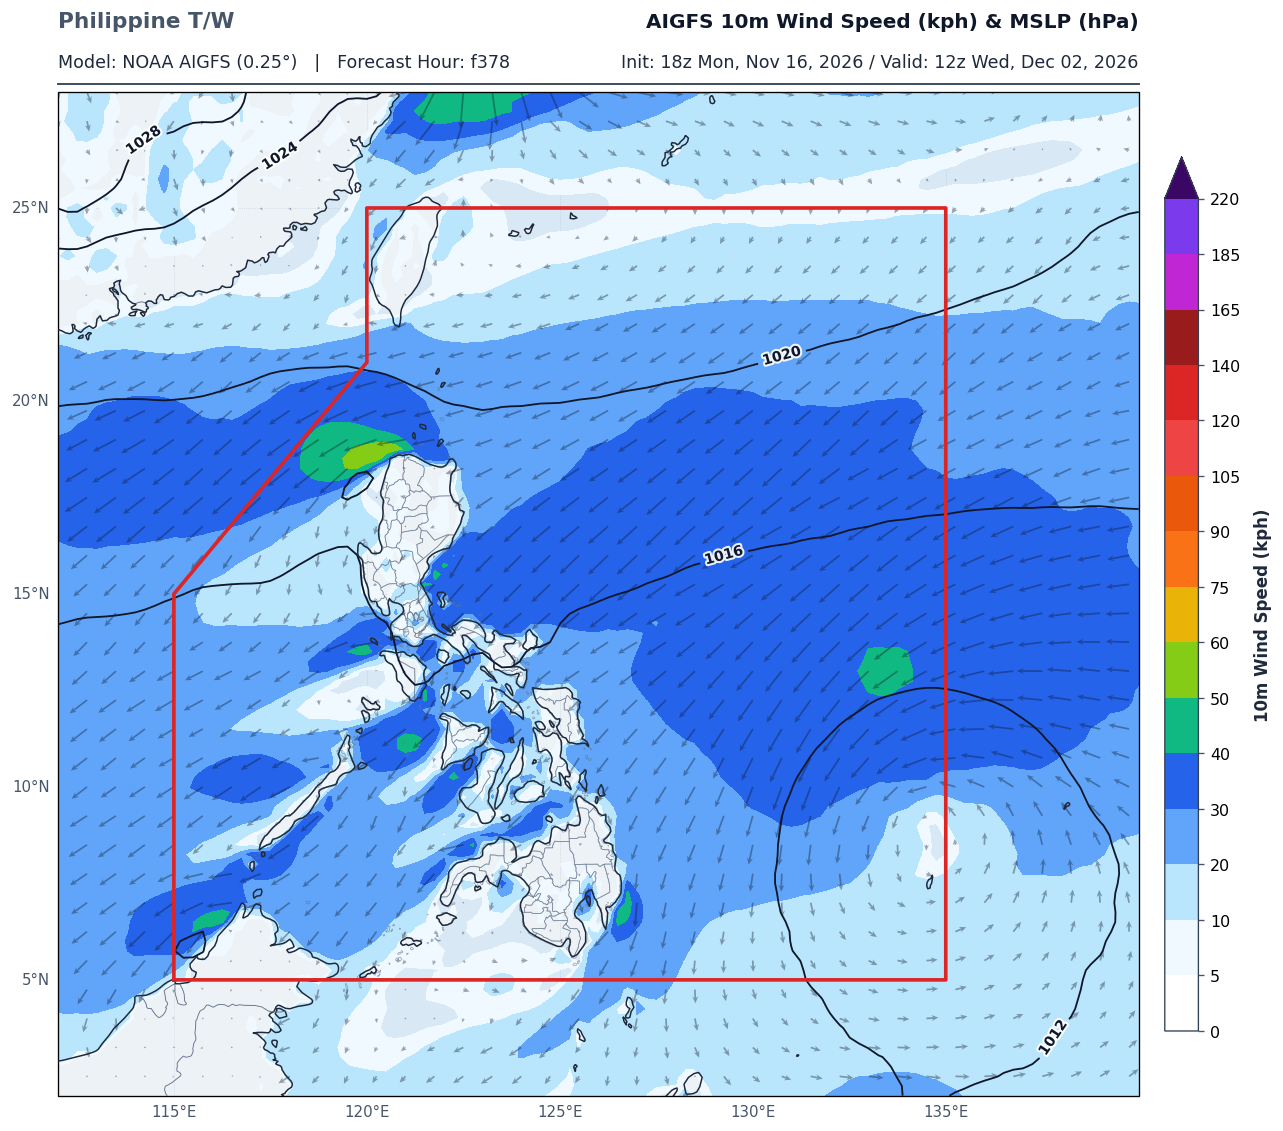 Philippine T/W
AIGFS 10m Wind Speed (kph) & MSLP (hPa)
Model: NOAA AIGFS (0.25°) | Forecast Hour: f378
Init: 18z Mon, Nov 16, 2026 / Valid: 12z Wed, Dec 02, 2026
1028
1024
1020
1016
1012
25°N
20°N
15°N
10°N
5°N
115°E
120°E
125°E
130°E
135°E
220
185
165
140
120
105
90
75
60
50
40
30
20
10
5
0
10m Wind Speed (kph)